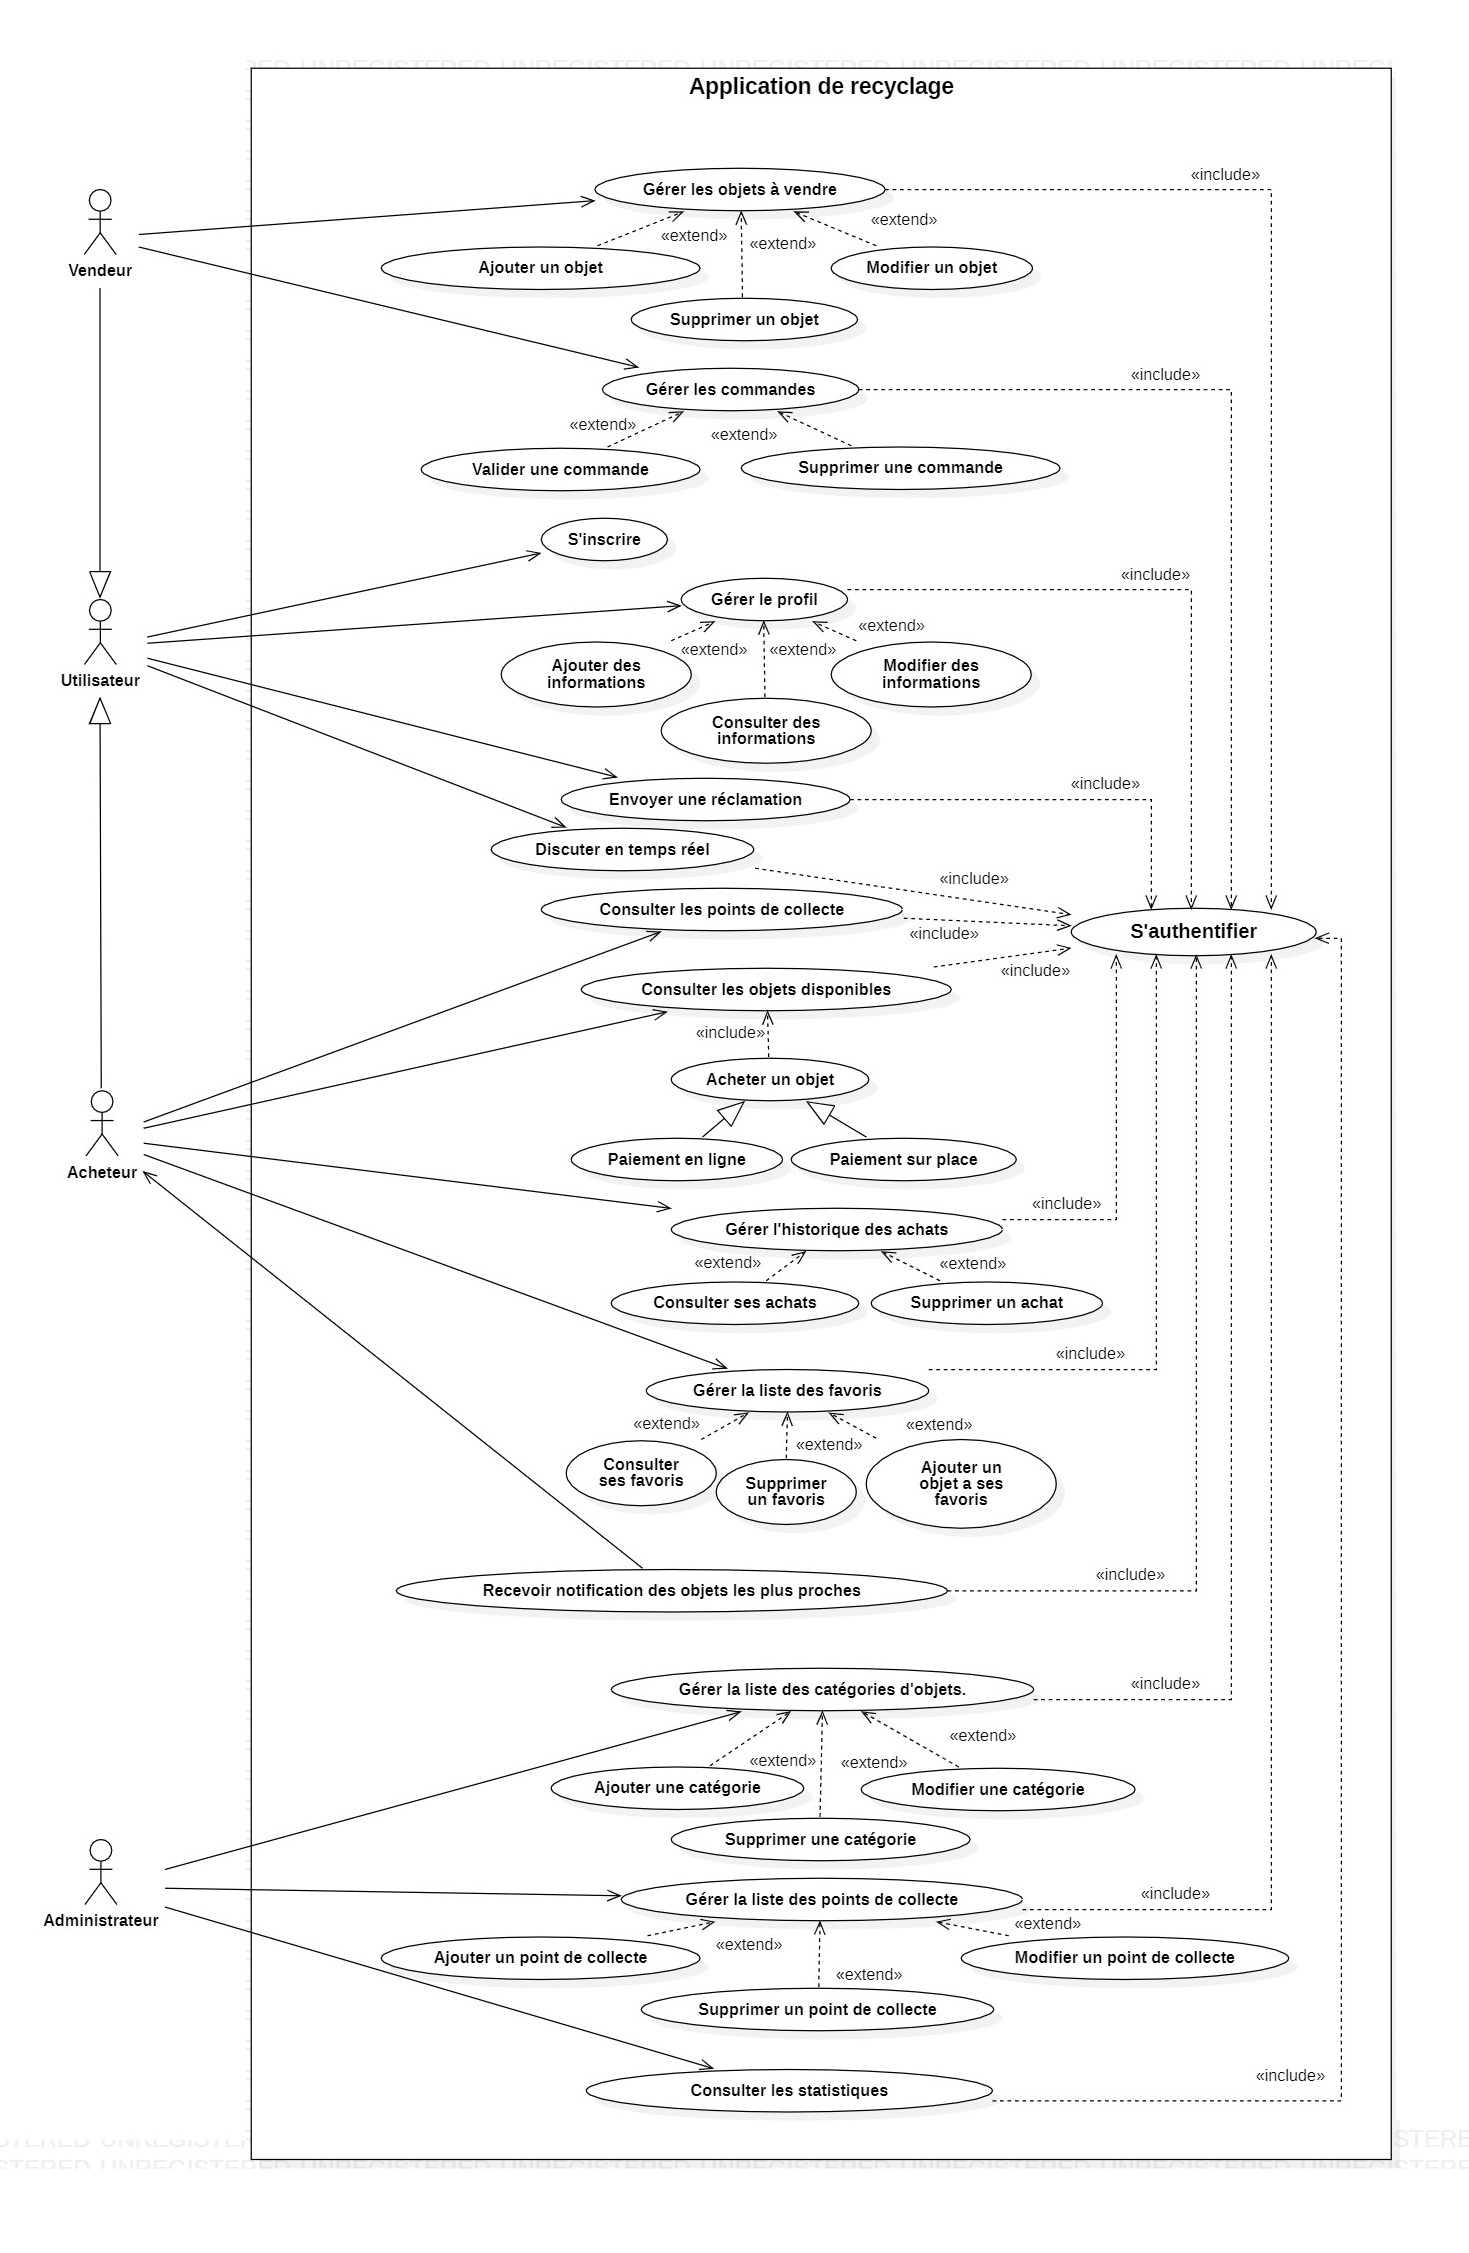 Application de recyclage
Gérer les objets à vendre
«include»
Vendeur
«extend»
«extend»
«extend»
Ajouter un objet
Modifier un objet
Supprimer un objet
Gérer les commandes
«include»
«extend»
«extend»
Valider une commande
Supprimer une commande
S'inscrire
Utilisateur
Gérer le profil
«include»
«extend»
«extend»
«extend»
Ajouter des
informations
Modifier des
informations
Consulter des
informations
Envoyer une réclamation
«include»
Discuter en temps réel
«include»
Consulter les points de collecte
«include»
S'authentifier
Consulter les objets disponibles
«include»
«include»
Acheter un objet
Acheteur
Paiement en ligne
Paiement sur place
Gérer l'historique des achats
«include»
«extend»
«extend»
Consulter ses achats
Supprimer un achat
Gérer la liste des favoris
«include»
«extend»
«extend»
«extend»
Consulter
ses favoris
Supprimer
un favoris
Ajouter un
objet a ses
favoris
Recevoir notification des objets les plus proches
«include»
Gérer la liste des catégories d'objets.
«include»
«extend»
«extend»
«extend»
Ajouter une catégorie
Modifier une catégorie
Supprimer une catégorie
Administrateur
Gérer la liste des points de collecte
«include»
«extend»
«extend»
«extend»
Ajouter un point de collecte
Modifier un point de collecte
Supprimer un point de collecte
Consulter les statistiques
«include»